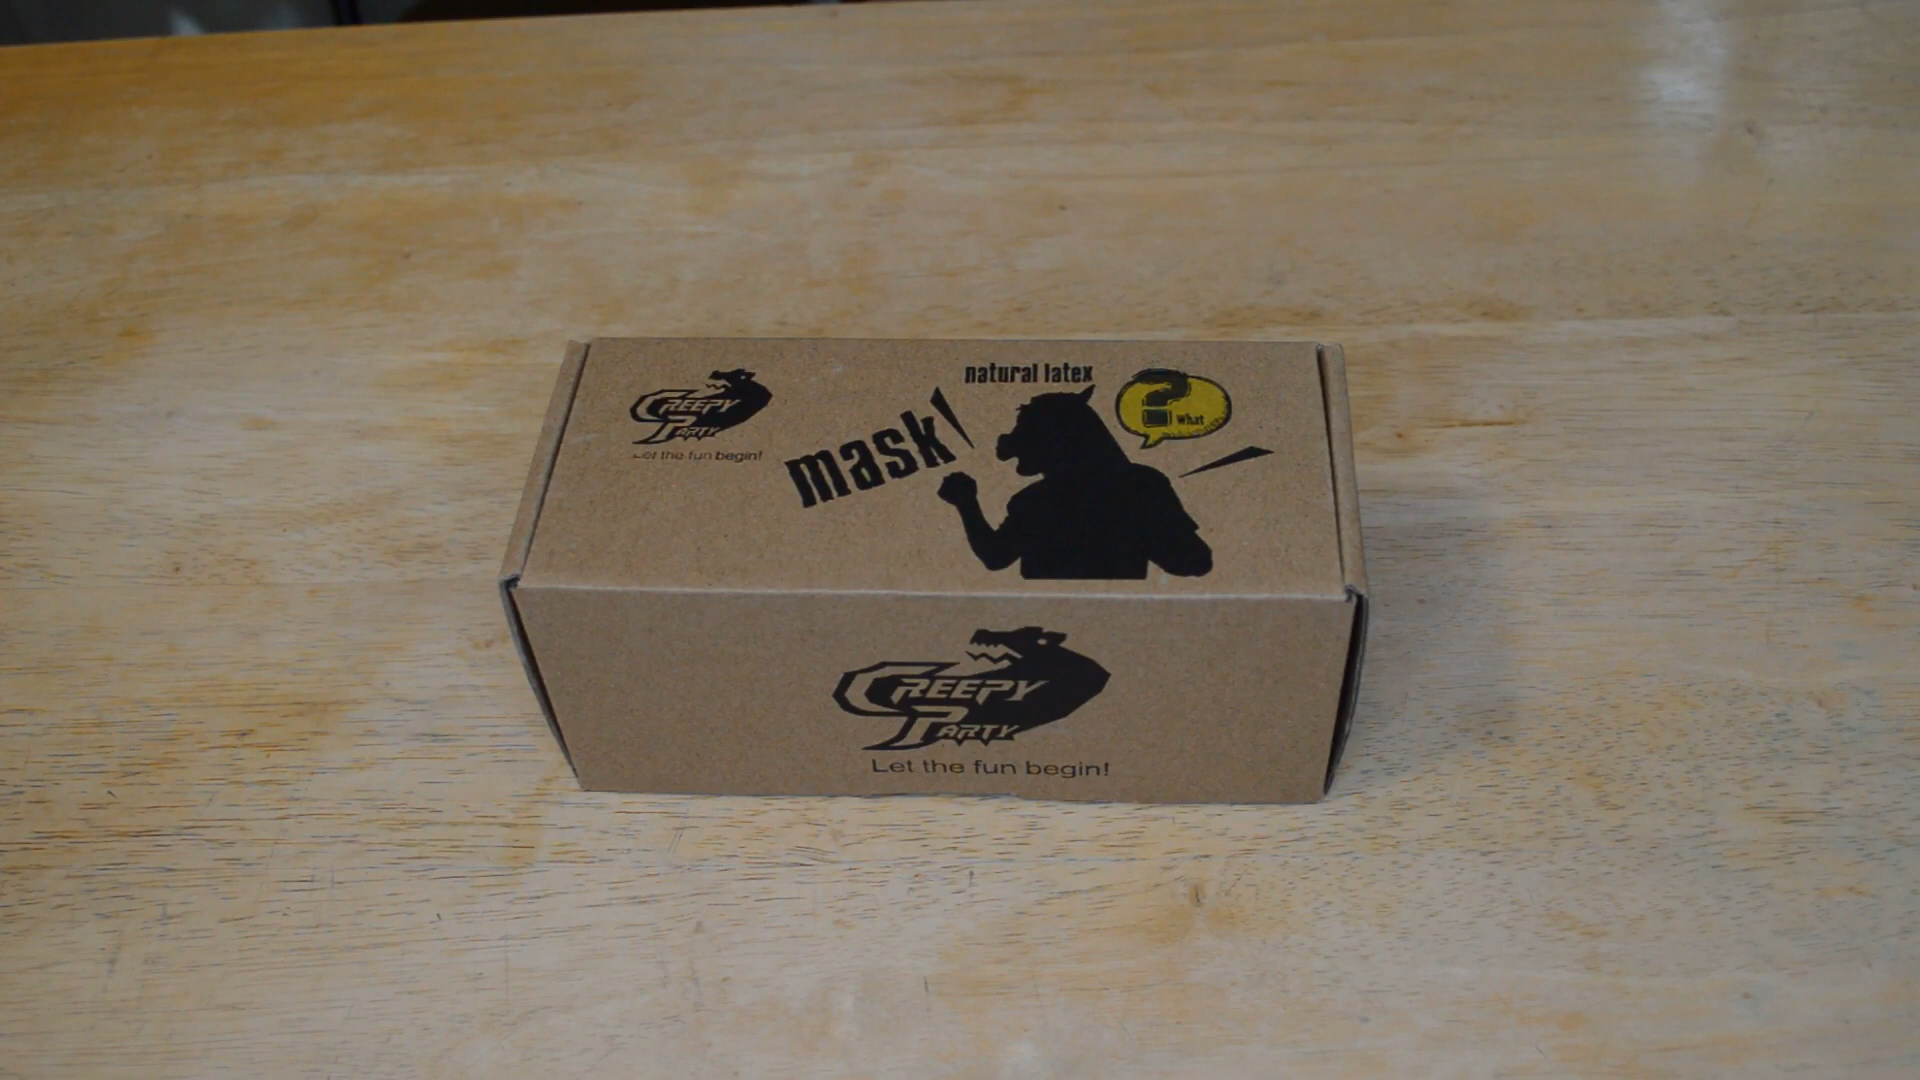 CREEPY
PARTY
Let the fun begin!
mask!
natural latex
?
what
CREEPY
PARTY
Let the fun begin!